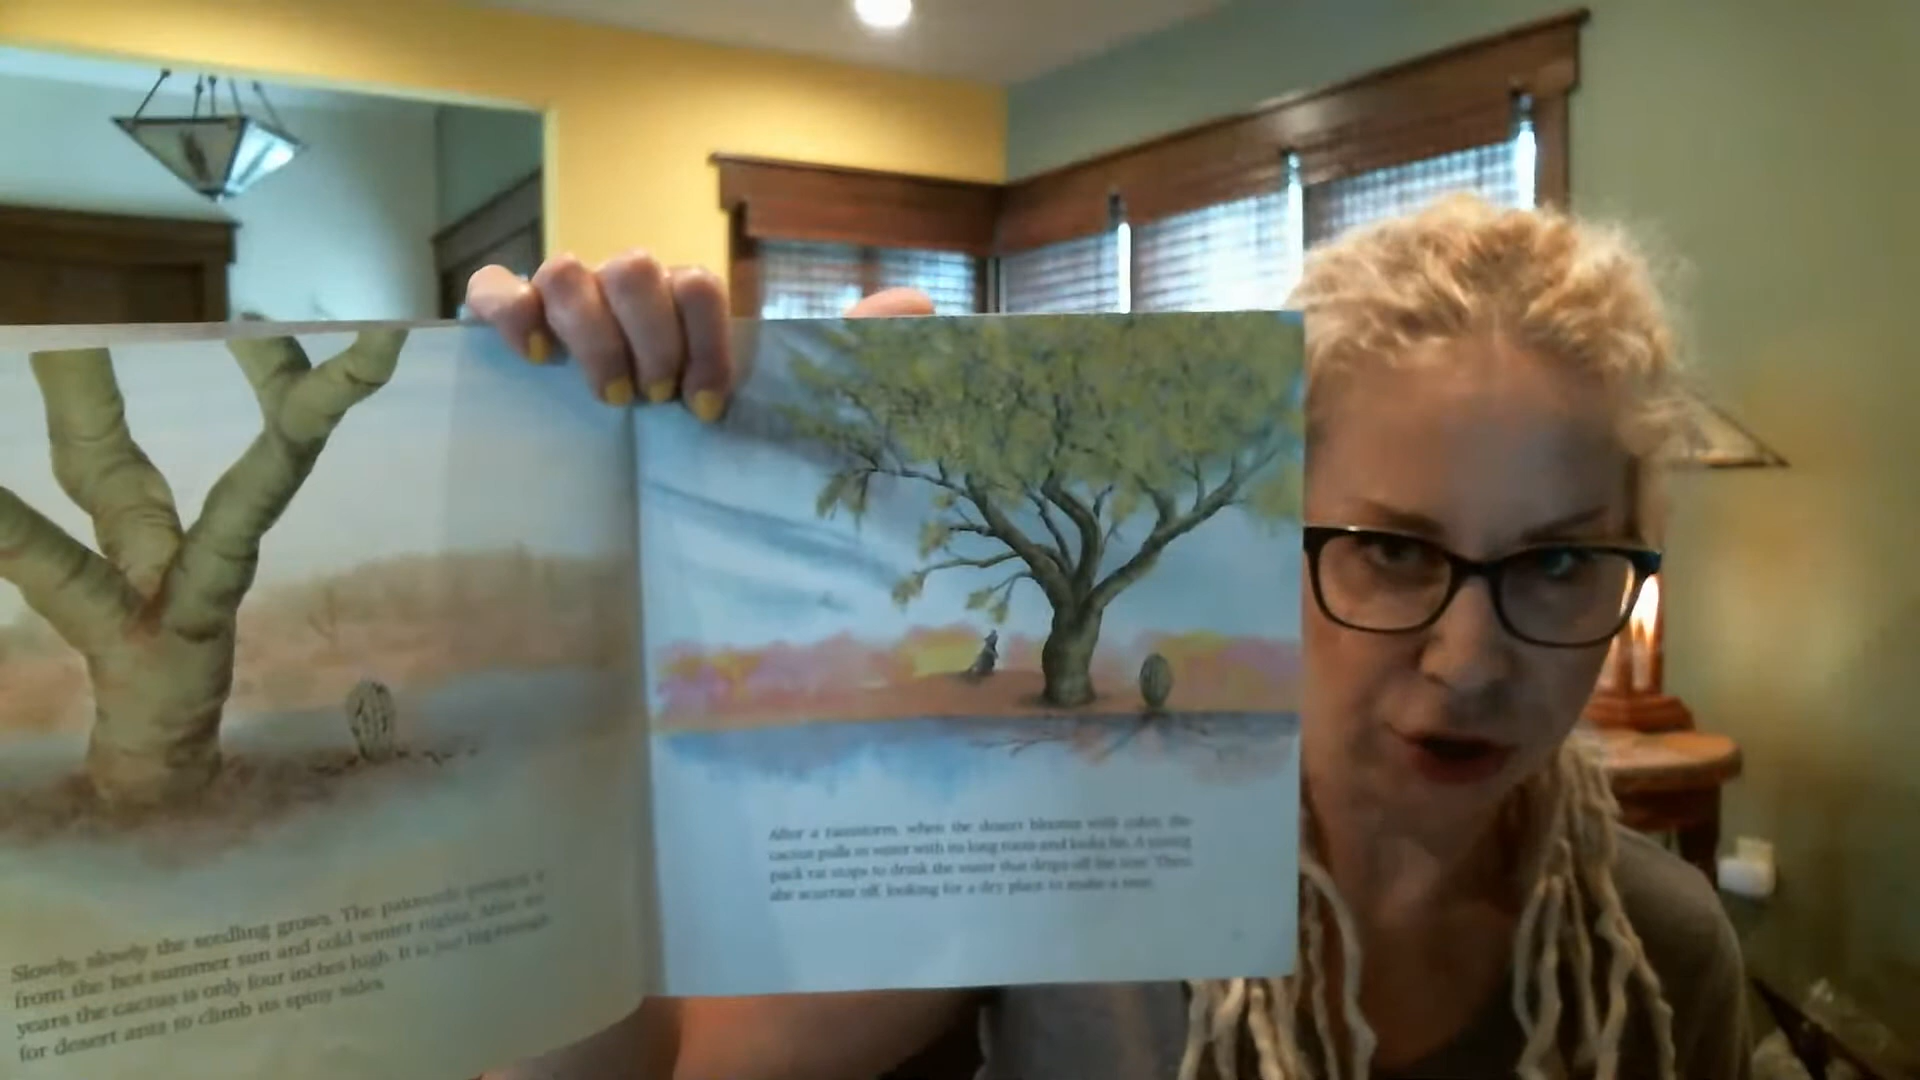 Slowly, slowly the seedling grows. The paloverde protects it
from the hot summer sun and cold winter nights. After ten
years the cactus is only four inches high. It is just big enough
for desert ants to climb its spiny sides.
After a rainstorm, when the desert blooms with color, the
cactus pulls in water with its long roots and looks fat. A young
pack rat stops to drink the water that drips off the tree. Then
she scurries off, looking for a dry place to make a nest.